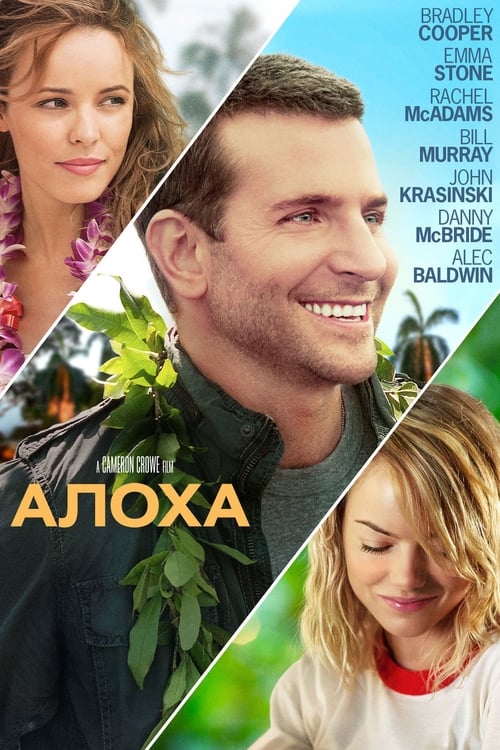 BRADLEY
COOPER
EMMA
STONE
RACHEL
McADAMS
BILL
MURRAY
JOHN
KRASINSKI
DANNY
McBRIDE
ALEC
BALDWIN
A CAMERON CROWE FILM
АЛОХА